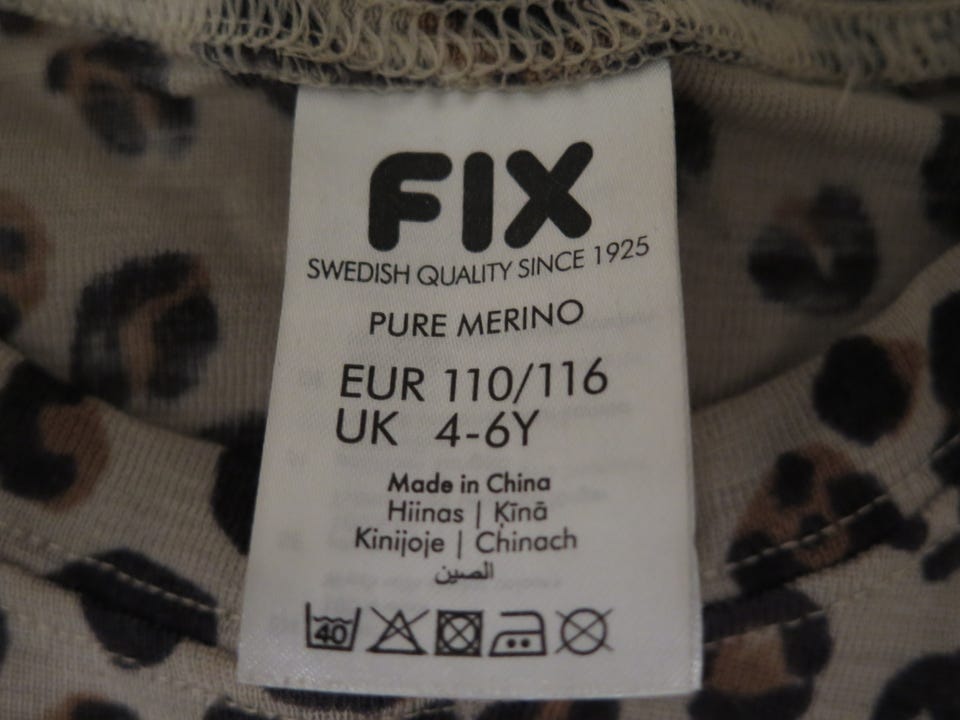 FIX
SWEDISH QUALITY SINCE 1925
PURE MERINO
EUR 110/116
UK 4-6Y
Made in China
Hiinas | Ķīnā
Kinijoje | Chinach
الصين
40